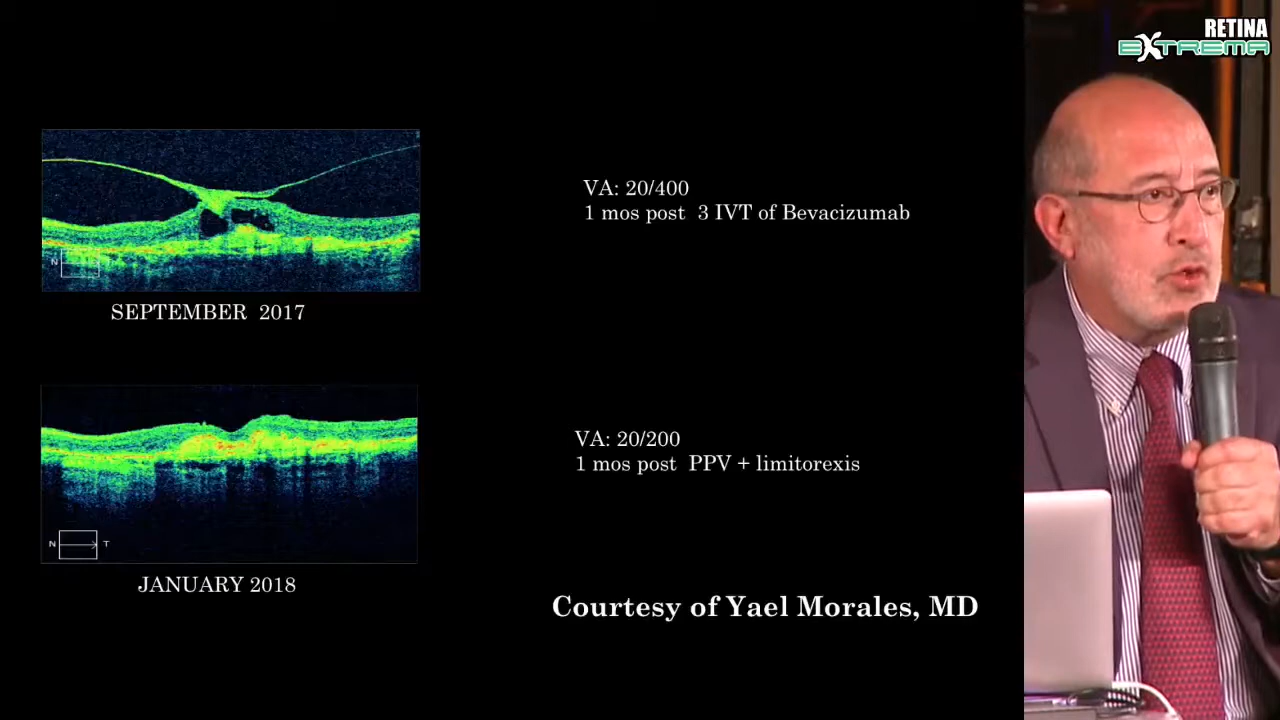 RETINA
EXTREMA
VA: 20/400
1 mos post 3 IVT of Bevacizumab
N
SEPTEMBER 2017
VA: 20/200
1 mos post PPV + limitorexis
N T
JANUARY 2018
Courtesy of Yael Morales, MD